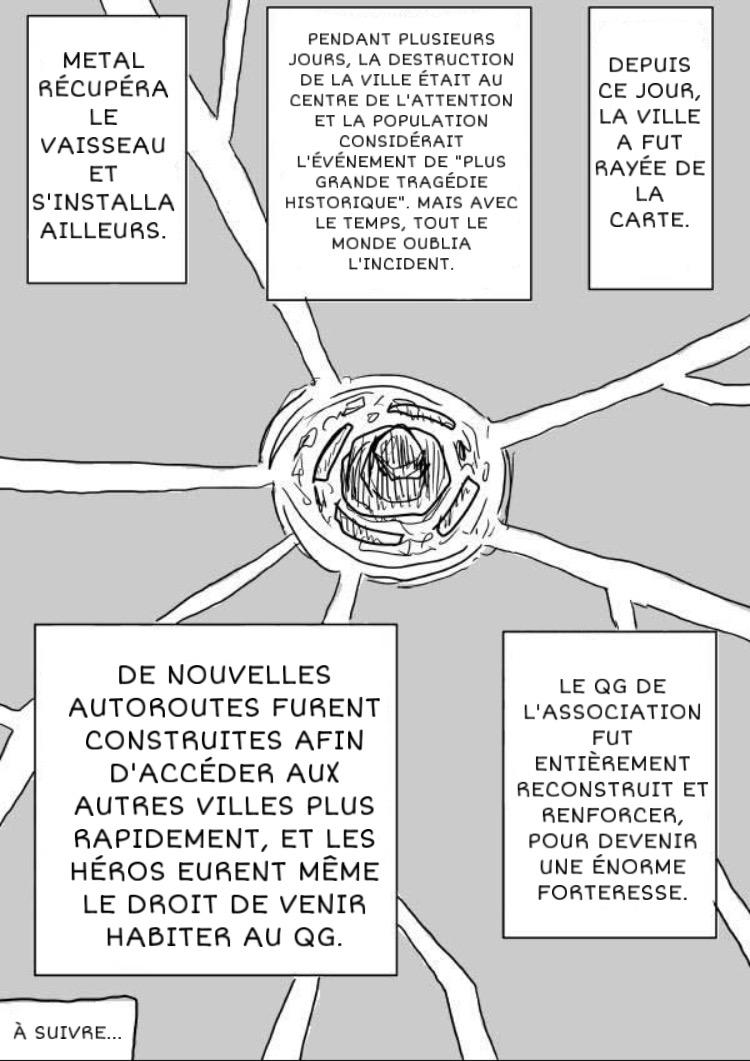 DEPUIS
CE JOUR,
LA VILLE
A FUT
RAYÉE DE
LA
CARTE.
PENDANT PLUSIEURS
JOURS, LA DESTRUCTION
DE LA VILLE ÉTAIT AU
CENTRE DE L'ATTENTION
ET LA POPULATION
CONSIDÉRAIT
L'ÉVÉNEMENT DE "PLUS
GRANDE TRAGÉDIE
HISTORIQUE". MAIS AVEC
LE TEMPS, TOUT LE
MONDE OUBLIA
L'INCIDENT.
METAL
RÉCUPÉRA
LE
VAISSEAU
ET
S'INSTALLA
AILLEURS.
LE QG DE
L'ASSOCIATION
FUT
ENTIÈREMENT
RECONSTRUIT ET
RENFORCER,
POUR DEVENIR
UNE ÉNORME
FORTERESSE.
DE NOUVELLES
AUTOROUTES FURENT
CONSTRUITES AFIN
D'ACCÉDER AUX
AUTRES VILLES PLUS
RAPIDEMENT, ET LES
HÉROS EURENT MÊME
LE DROIT DE VENIR
HABITER AU QG.
À SUIVRE...